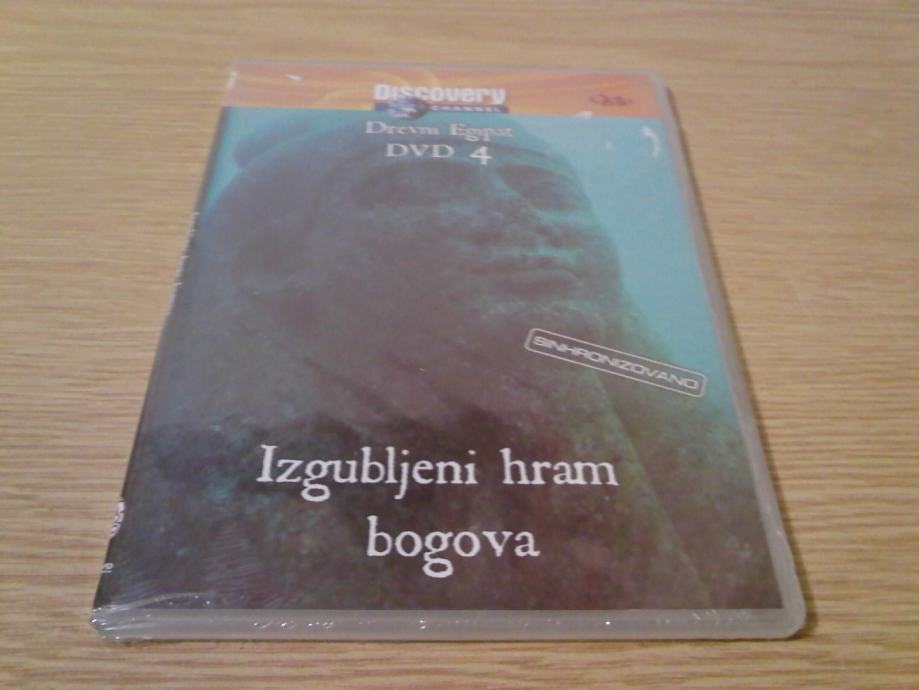 Discovery
CHANNEL
Drevni Egipat
DVD 4
SINHRONIZOVANO
Izgubljeni hram
bogova